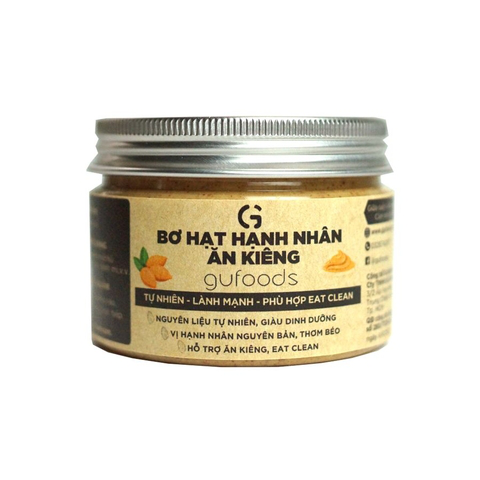 BƠ HẠT HẠNH NHÂN
ĂN KIÊNG
gufoods
TỰ NHIÊN - LÀNH MẠNH - PHÙ HỢP EAT CLEAN
NGUYÊN LIỆU TỰ NHIÊN, GIÀU DINH DƯỠNG
VỊ HẠNH NHÂN NGUYÊN BẢN, THƠM BÉO
HỖ TRỢ ĂN KIÊNG, EAT CLEAN